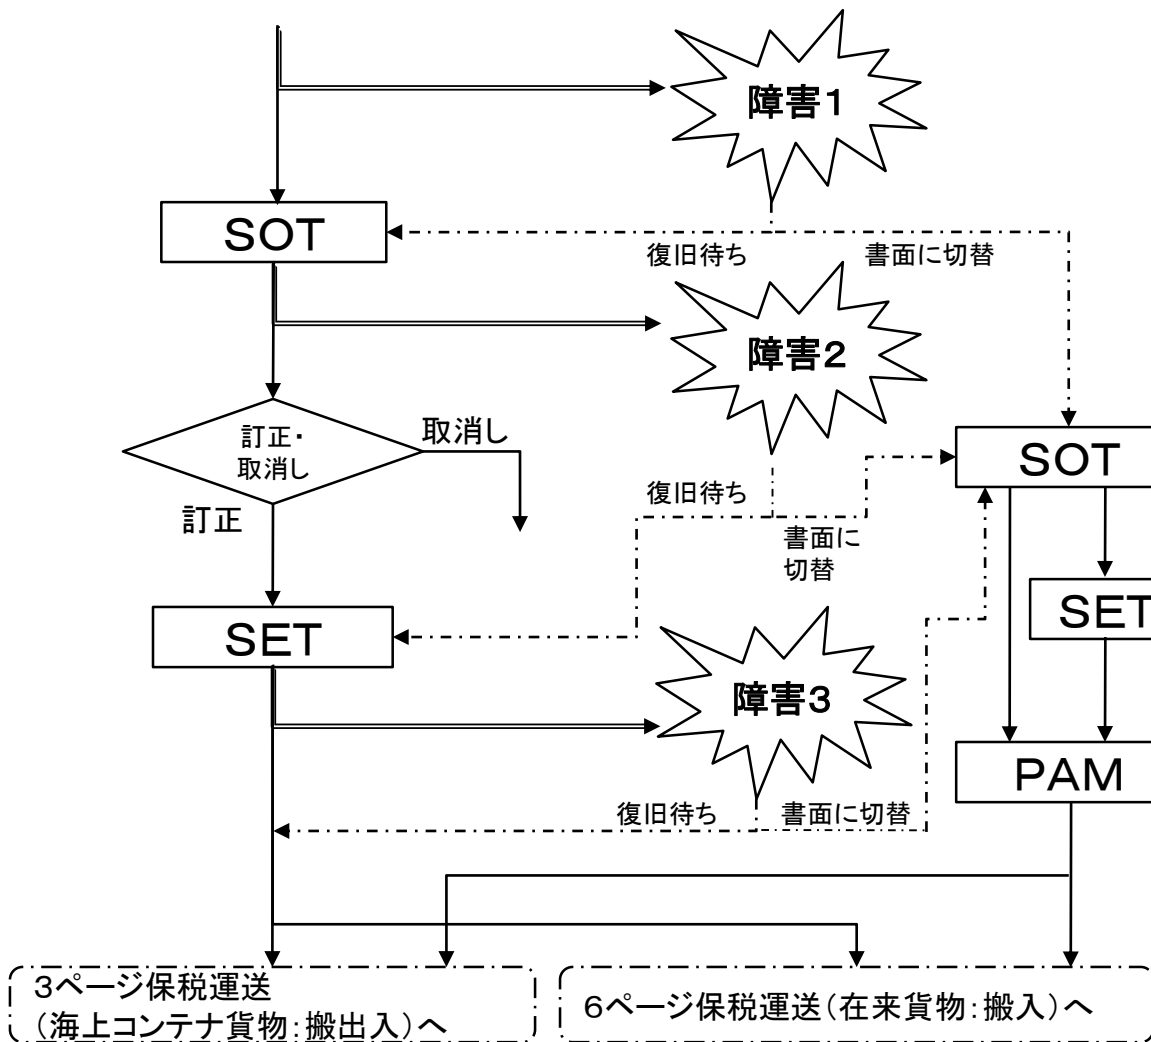 障害1
SOT
復旧待ち
書面に切替
障害2
訂正・
取消し
取消し
SOT
復旧待ち
訂正
書面に
切替
SET
SET
障害3
PAM
復旧待ち
書面に切替
3ページ保税運送
(海上コンテナ貨物:搬出入)へ
6ページ保税運送(在来貨物:搬入)へ